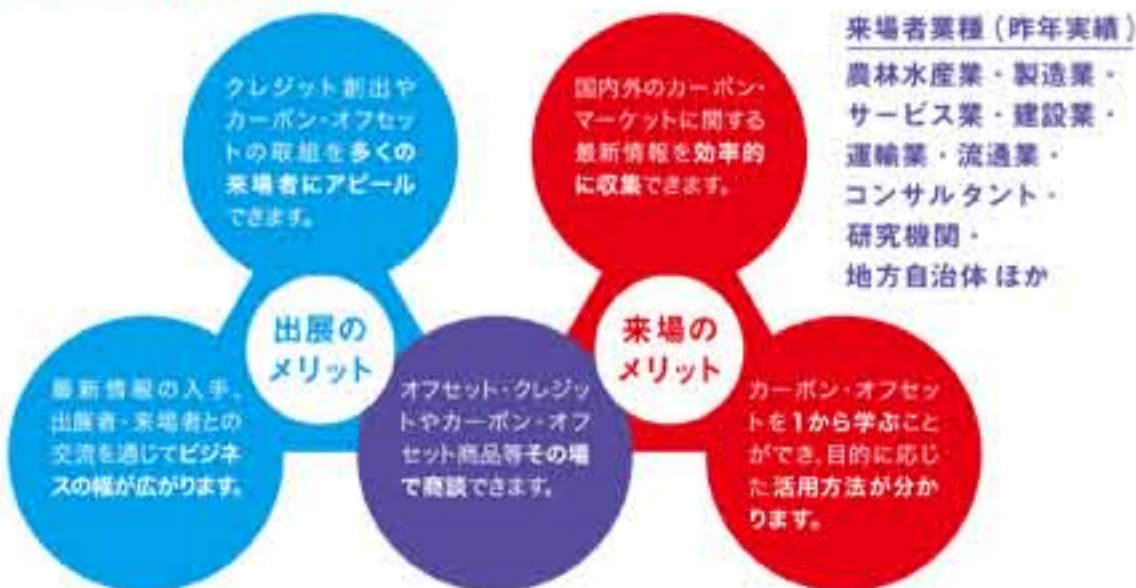 クレジット創出や
カーボン・オフセッ
トの取組を多くの
来場者にアピール
できます。
国内外のカーボン・
マーケットに関する
最新情報を効率的
に収集できます。
来場者業種(昨年実績)
農林水産業・製造業・
サービス業・建設業・
運輸業・流通業・
コンサルタント・
研究機関・
地方自治体 ほか
出展の
メリット
来場の
メリット
最新情報の入手、
出展者・来場者との
交流を通じてビジネ
スの幅が広がります。
オフセット・クレジッ
トやカーボン・オフ
セット商品等その場
で商談できます。
カーボン・オフセッ
トを1から学ぶこと
ができ、目的に応じ
た活用方法が分か
ります。